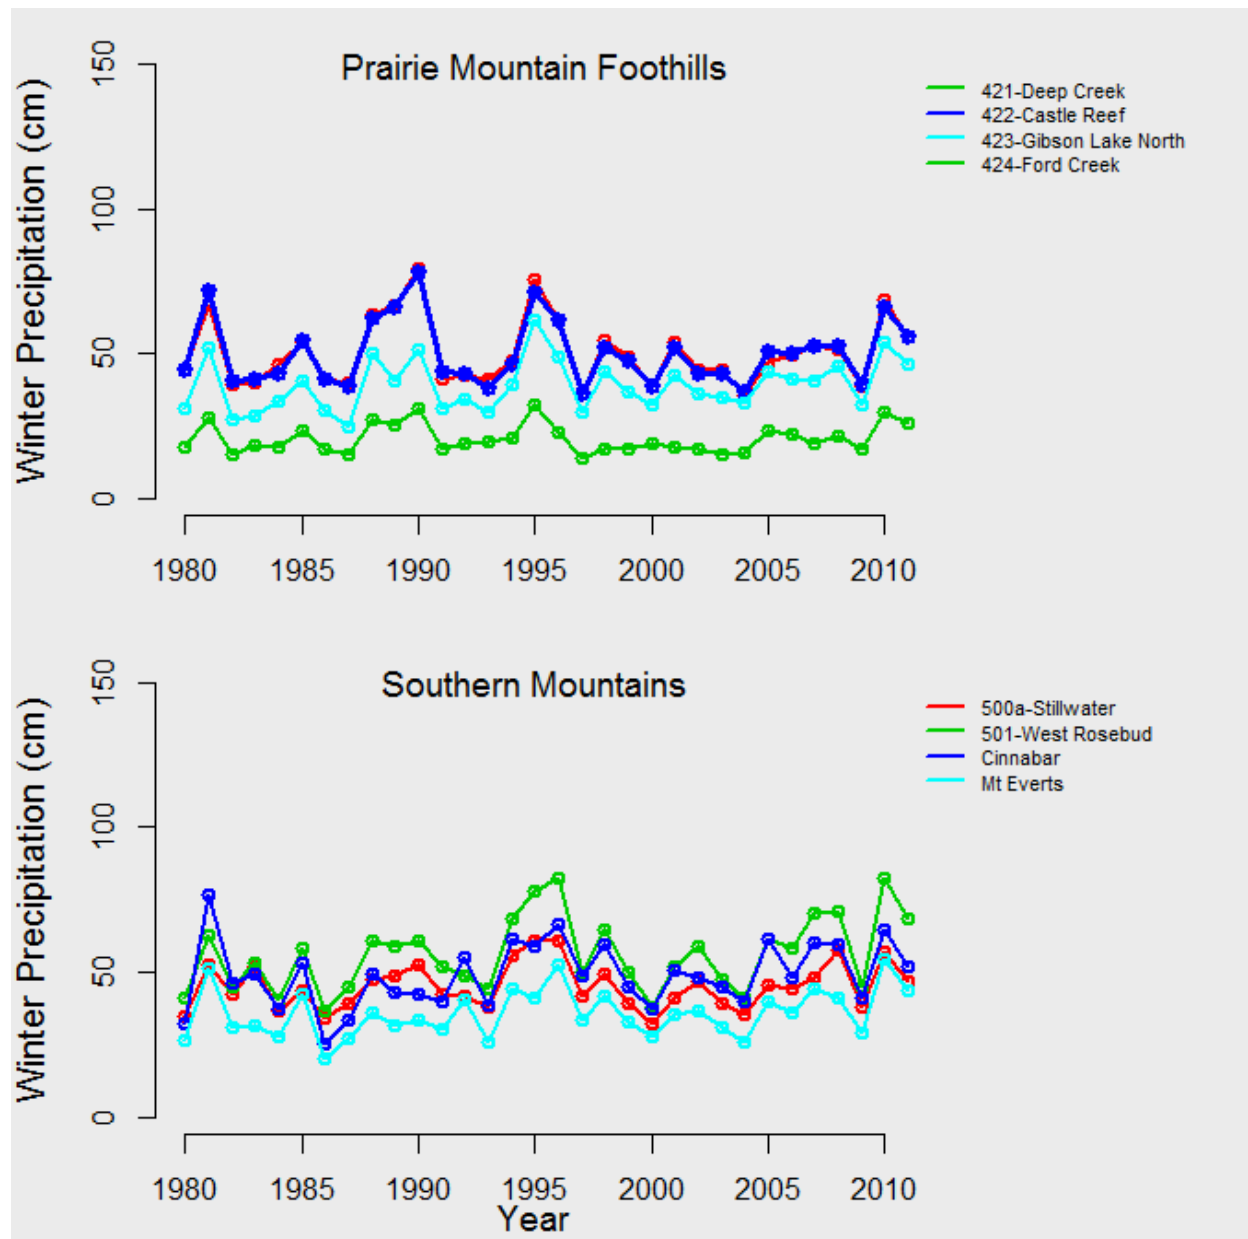 Prairie Mountain Foothills
Winter Precipitation (cm)
150
100
50
0
1980 1985 1990 1995 2000 2005 2010
421-Deep Creek
422-Castle Reef
423-Gibson Lake North
424-Ford Creek
Southern Mountains
Winter Precipitation (cm)
150
100
50
0
1980 1985 1990 1995 2000 2005 2010
Year
500a-Stillwater
501-West Rosebud
Cinnabar
Mt Everts